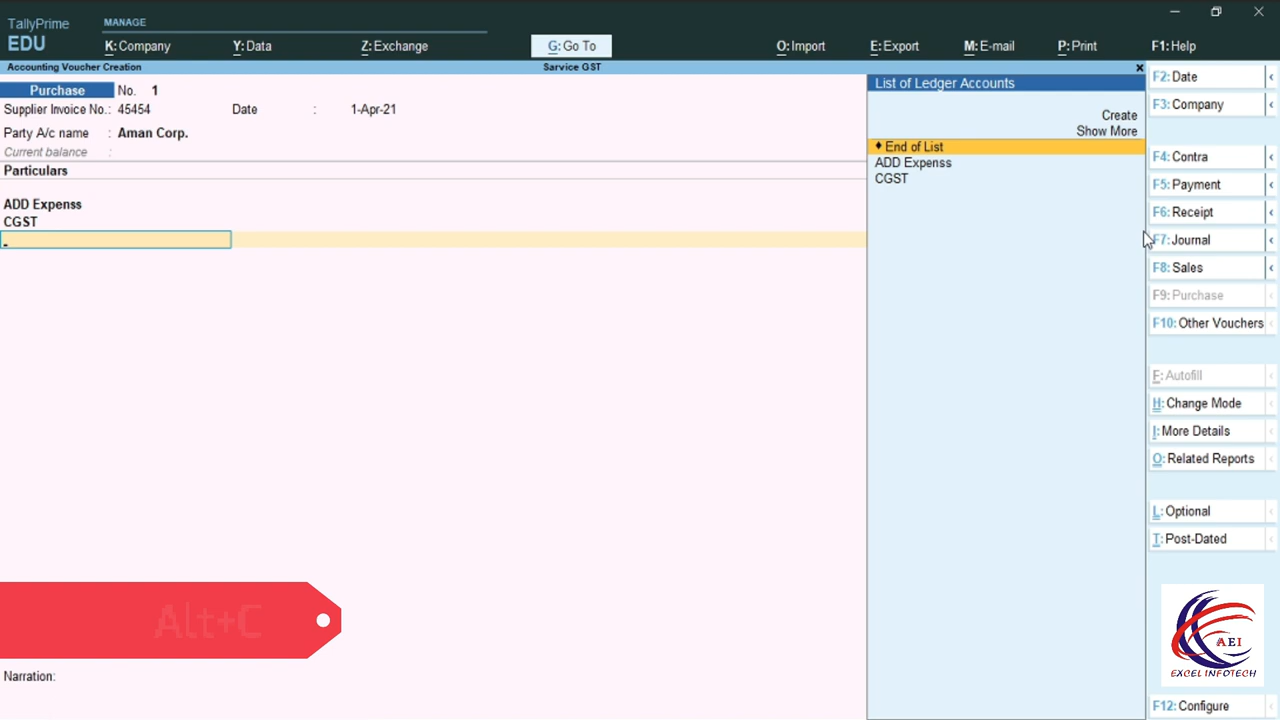 TallyPrime
EDU
MANAGE
K: Company
Y: Data
Z: Exchange
G: Go To
O: Import
E: Export
M: E-mail
P: Print
F1: Help
Accounting Voucher Creation
Sarvice GST
Purchase No. 1
Supplier Invoice No.: 45454 Date : 1-Apr-21
Party A/c name : Aman Corp.
Current balance :
Particulars
ADD Expenss
CGST
List of Ledger Accounts
Create
Show More
♦ End of List
ADD Expenss
CGST
F2: Date
F3: Company
F4: Contra
F5: Payment
F6: Receipt
F7: Journal
F8: Sales
F9: Purchase
F10: Other Vouchers
F: Autofill
H: Change Mode
I: More Details
O: Related Reports
L: Optional
T: Post-Dated
F12: Configure
Alt+C
Narration:
AEI
EXCEL INFOTECH